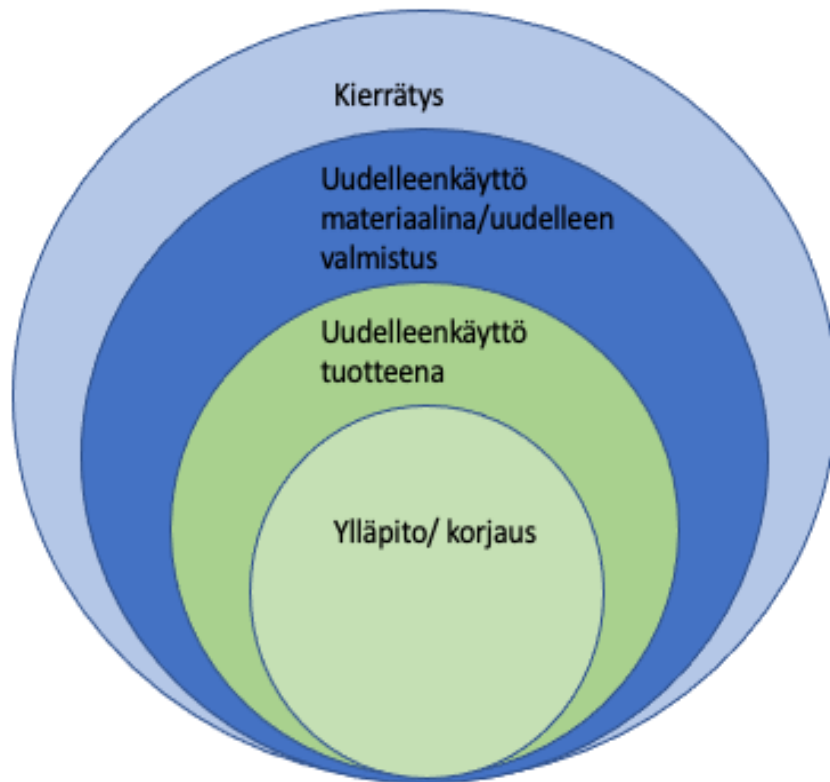 Kierrätys
Uudelleenkäyttö
materiaalina/uudelleen
valmistus
Uudelleenkäyttö
tuotteena
Ylläpito/ korjaus